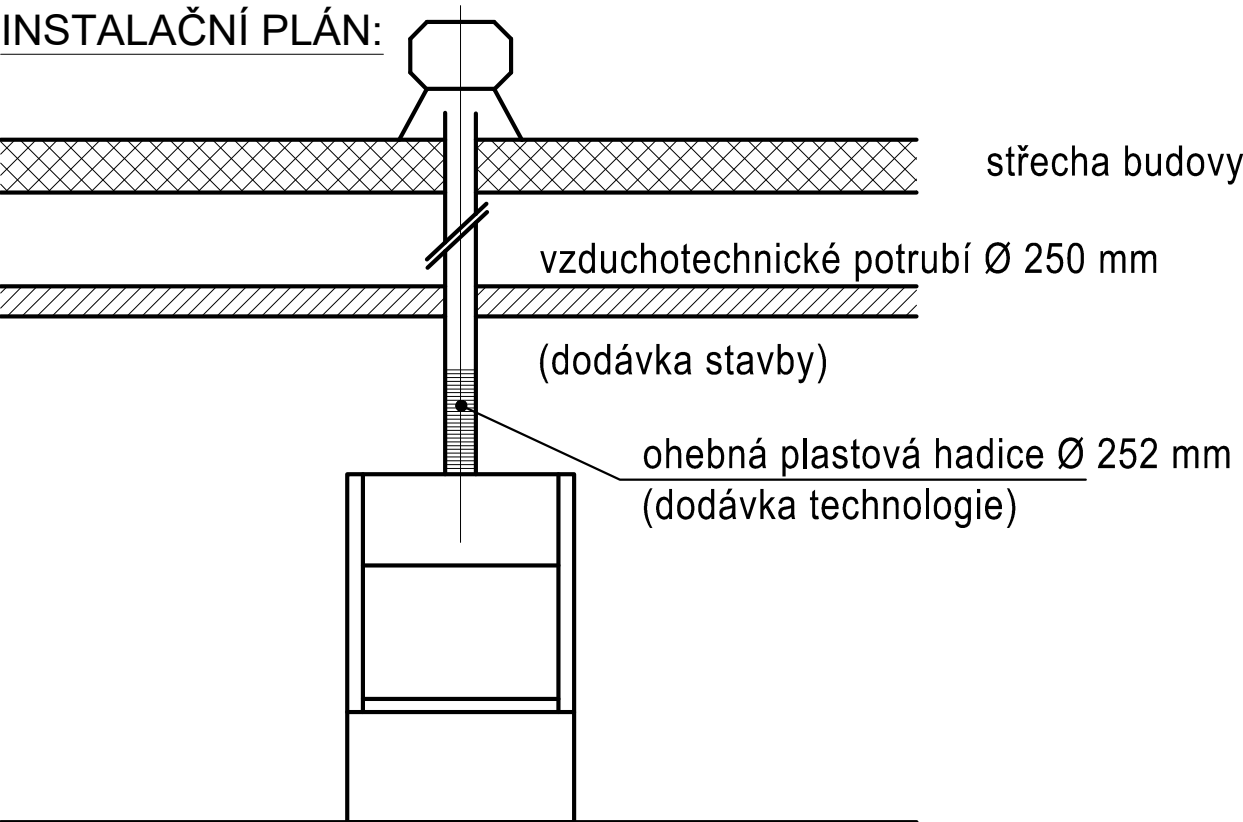 INSTALAČNÍ PLÁN:
střecha budovy
vzduchotechnické potrubí Ø 250 mm
(dodávka stavby)
ohebná plastová hadice Ø 252 mm
(dodávka technologie)